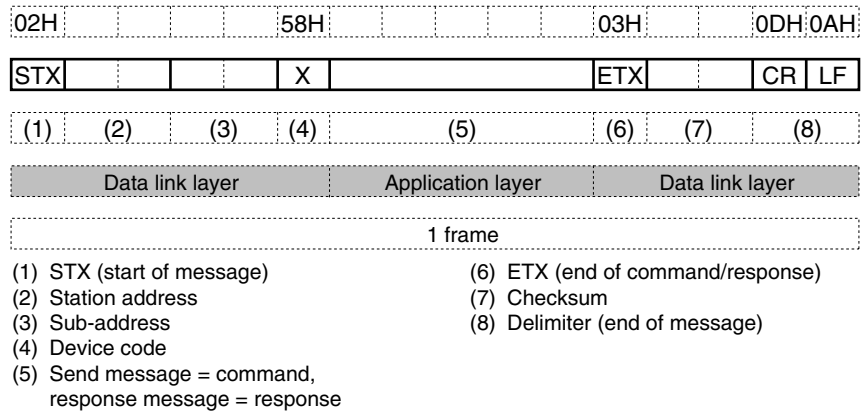 02H 58H 03H 0DH 0AH
STX X ETX CR LF
(1) (2) (3) (4) (5) (6) (7) (8)
Data link layer Application layer Data link layer
1 frame
(1) STX (start of message)
(2) Station address
(3) Sub-address
(4) Device code
(5) Send message = command,
response message = response
(6) ETX (end of command/response)
(7) Checksum
(8) Delimiter (end of message)